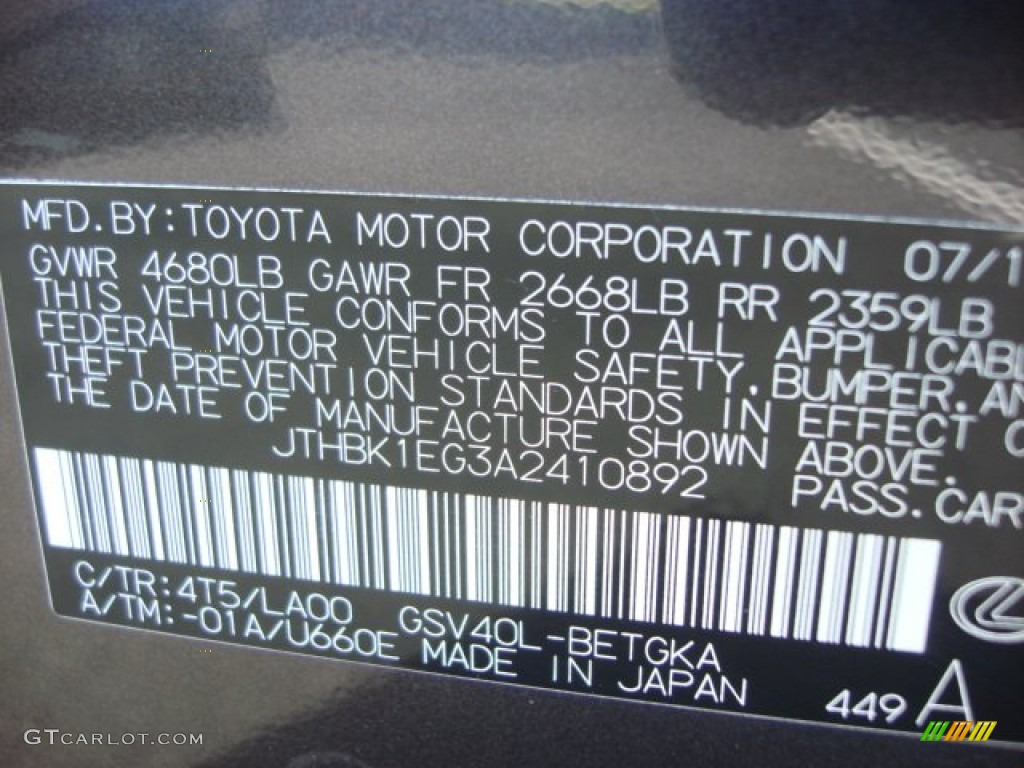 MFD.BY:TOYOTA MOTOR CORPORATION 07/1
GVWR 4680LB GAWR FR 2668LB RR 2359LB
THIS VEHICLE CONFORMS TO ALL APPLICABL
FEDERAL MOTOR VEHICLE SAFETY,BUMPER,AN
THEFT PREVENTION STANDARDS IN EFFECT O
THE DATE OF MANUFACTURE SHOWN ABOVE.
JTHBK1EG3A2410892 PASS.CAR
C/TR:4T5/LA00 GSV40L-BETGKA
A/TM:-01A/U660E MADE IN JAPAN
449 A
GTCARLOT.COM